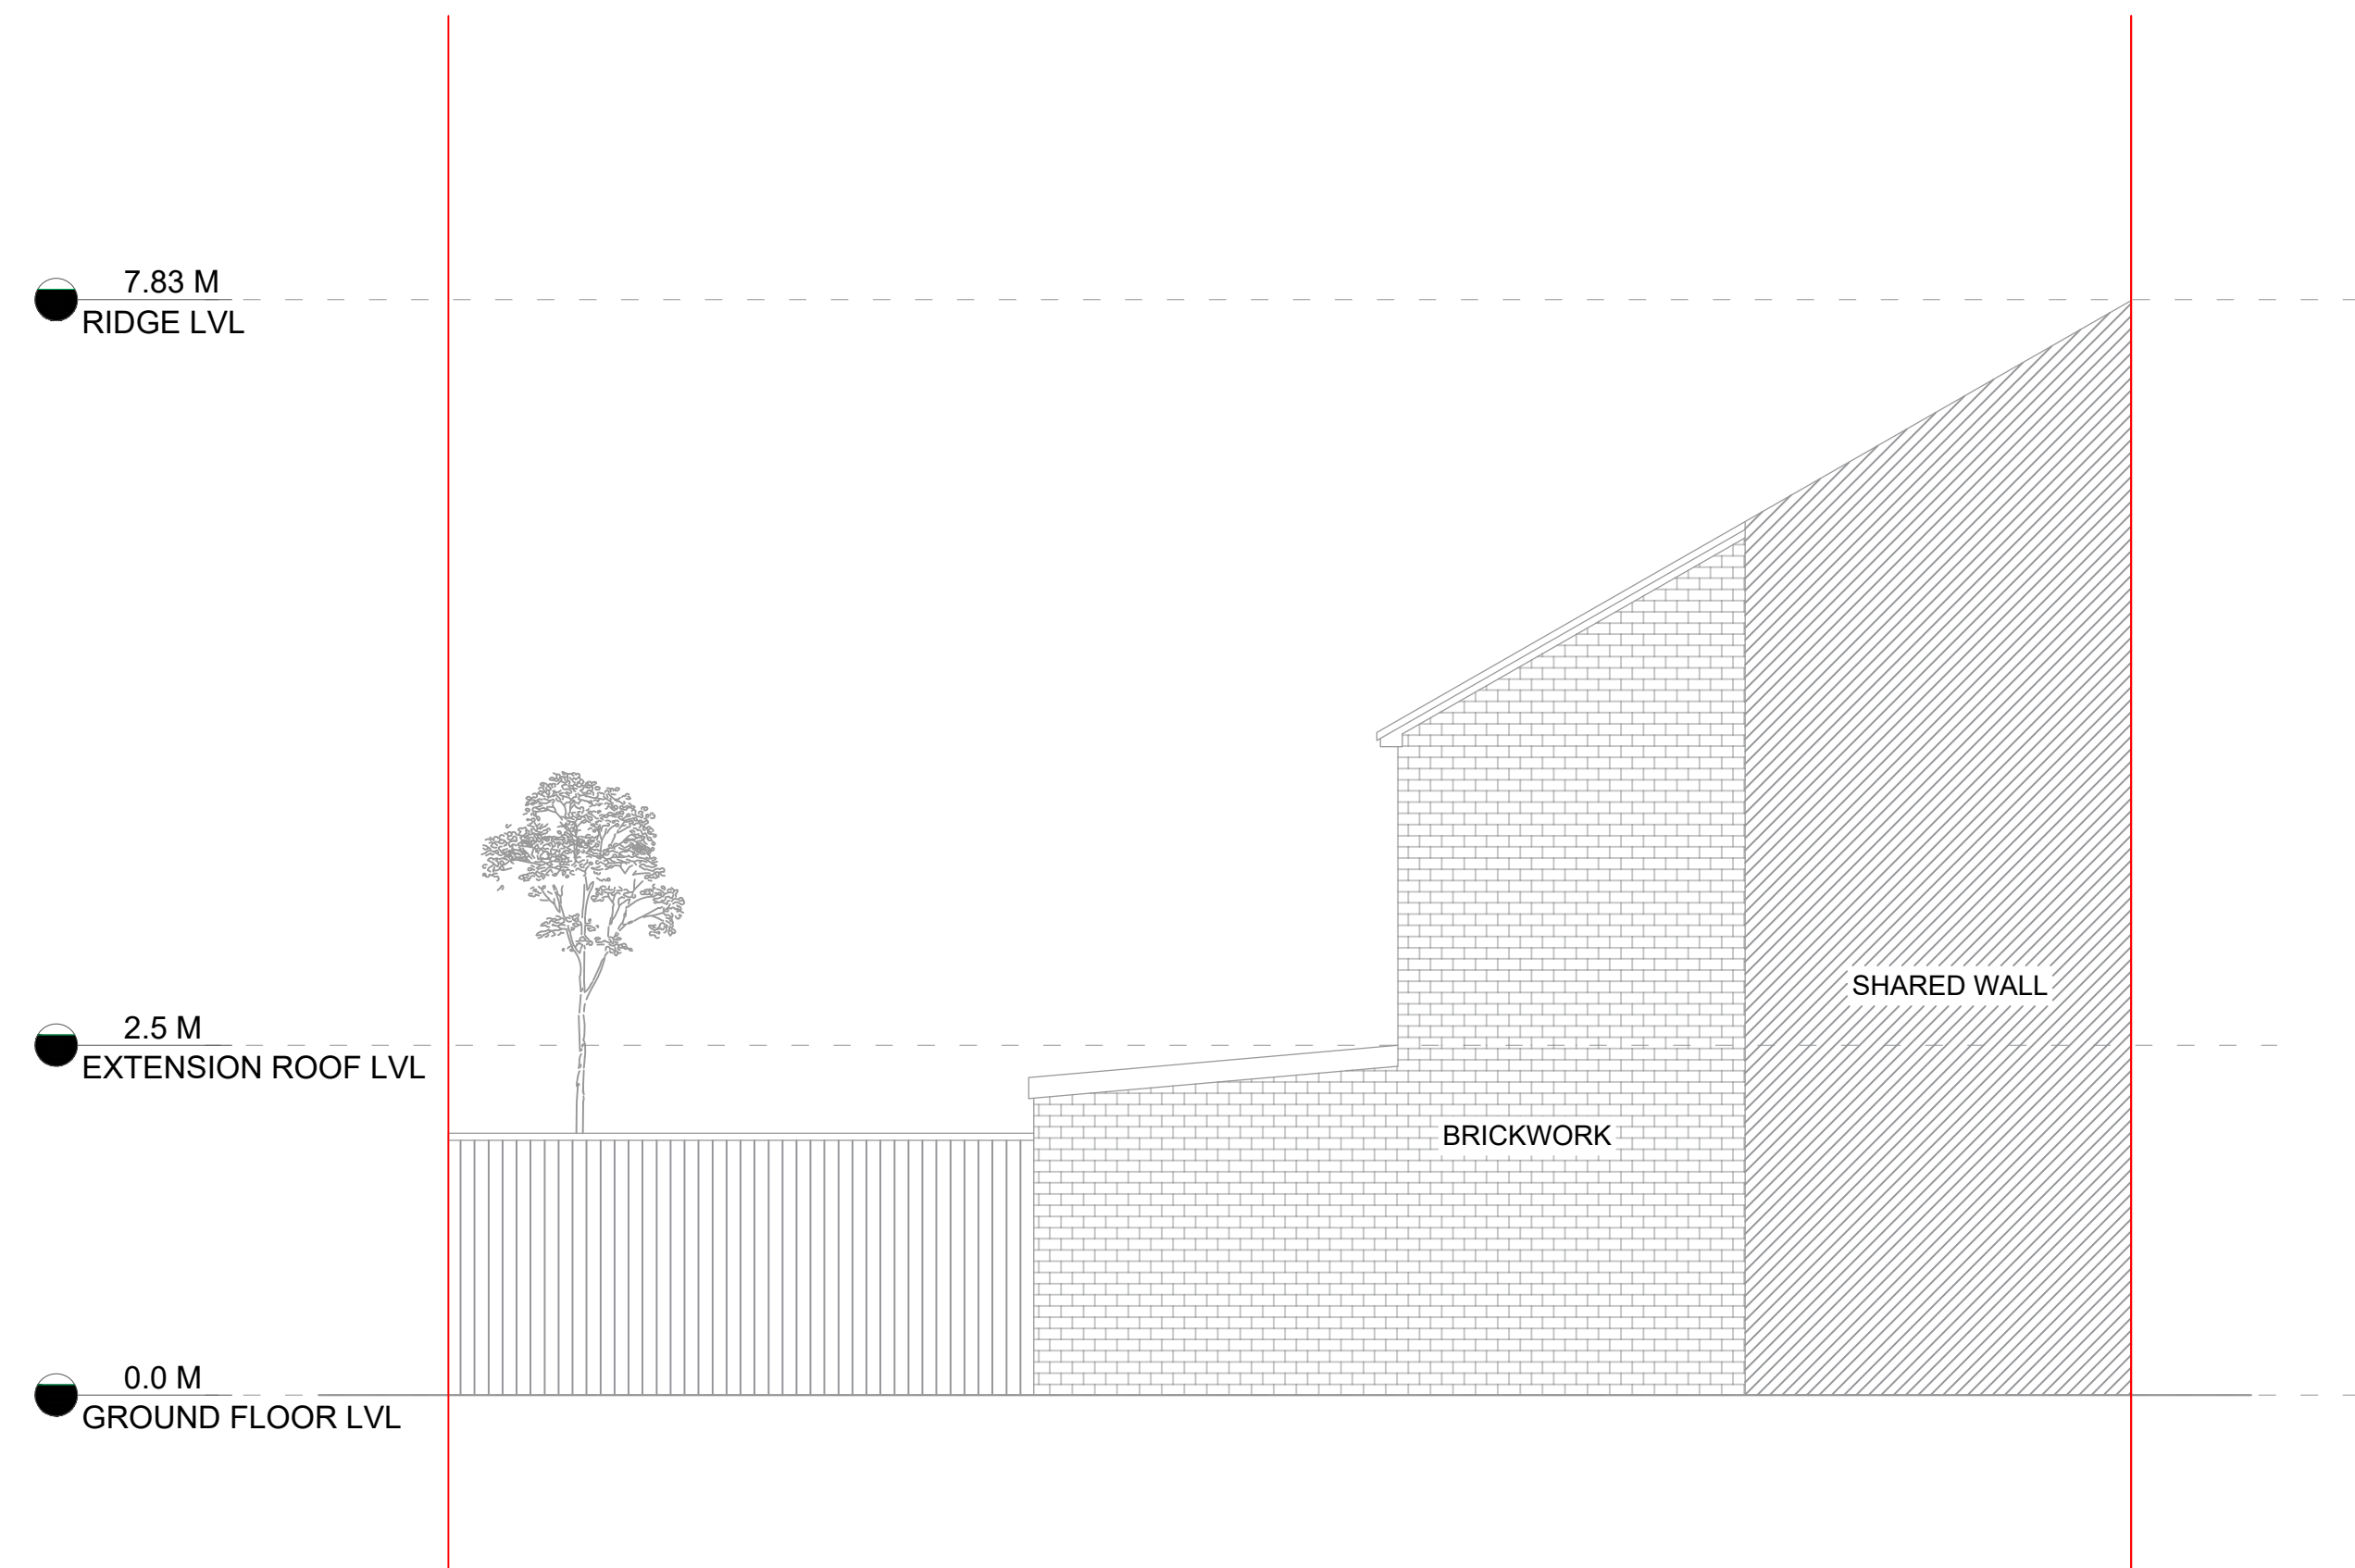 7.83 M
RIDGE LVL
SHARED WALL
2.5 M
EXTENSION ROOF LVL
BRICKWORK
0.0 M
GROUND FLOOR LVL